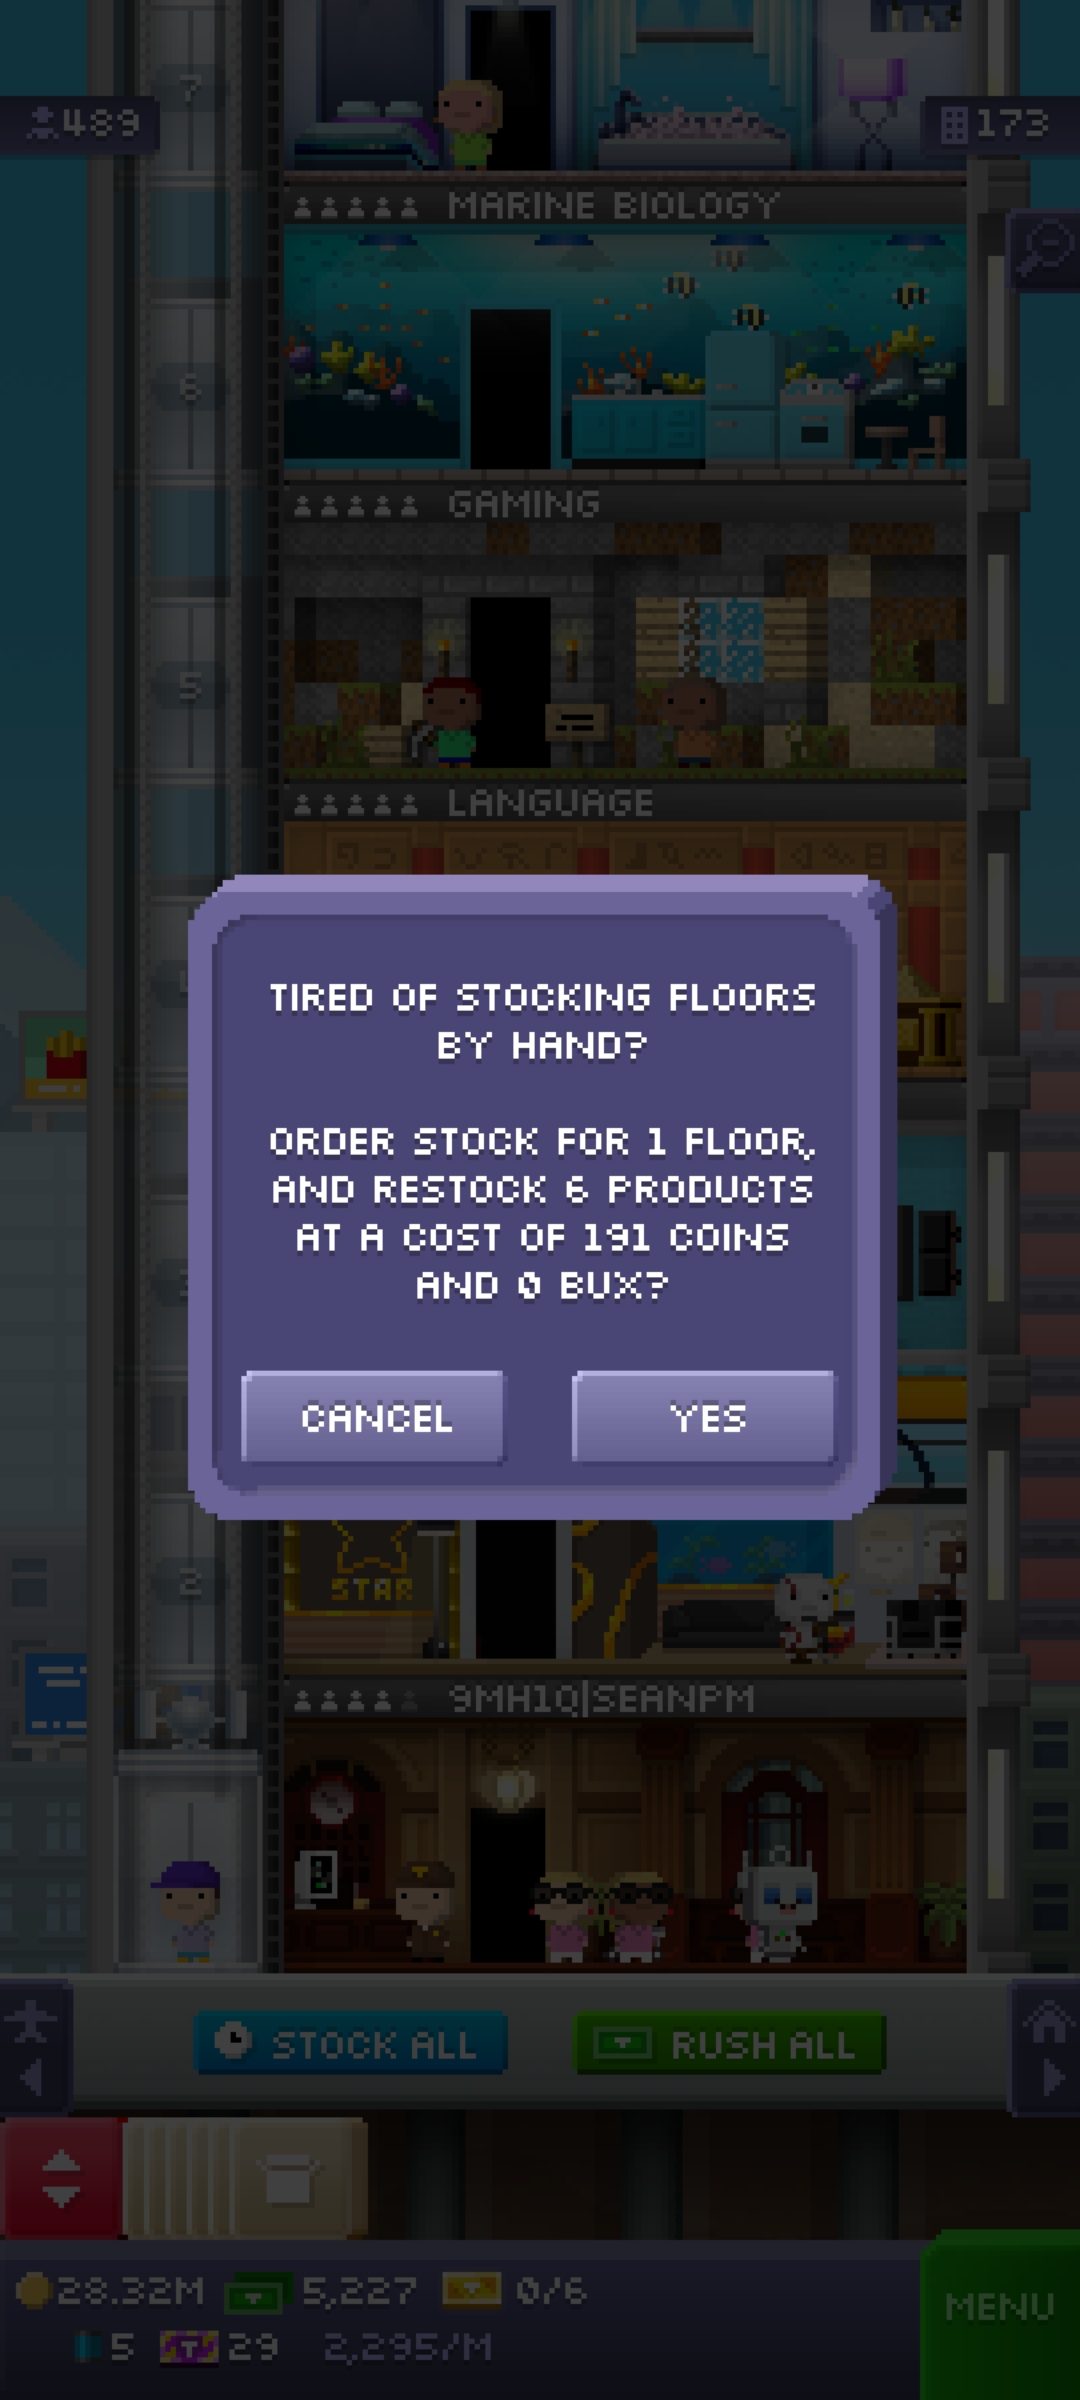 7
489
173
MARINE BIOLOGY
6
GAMING
5
LANGUAGE
TIRED OF STOCKING FLOORS
BY HAND?
ORDER STOCK FOR 1 FLOOR,
AND RESTOCK 6 PRODUCTS
AT A COST OF 191 COINS
AND 0 BUX?
CANCEL
YES
2
STAR
9MH1Q|SEANPM
STOCK ALL
RUSH ALL
28.32M
5,227
0/6
MENU
5
29
2,295/M